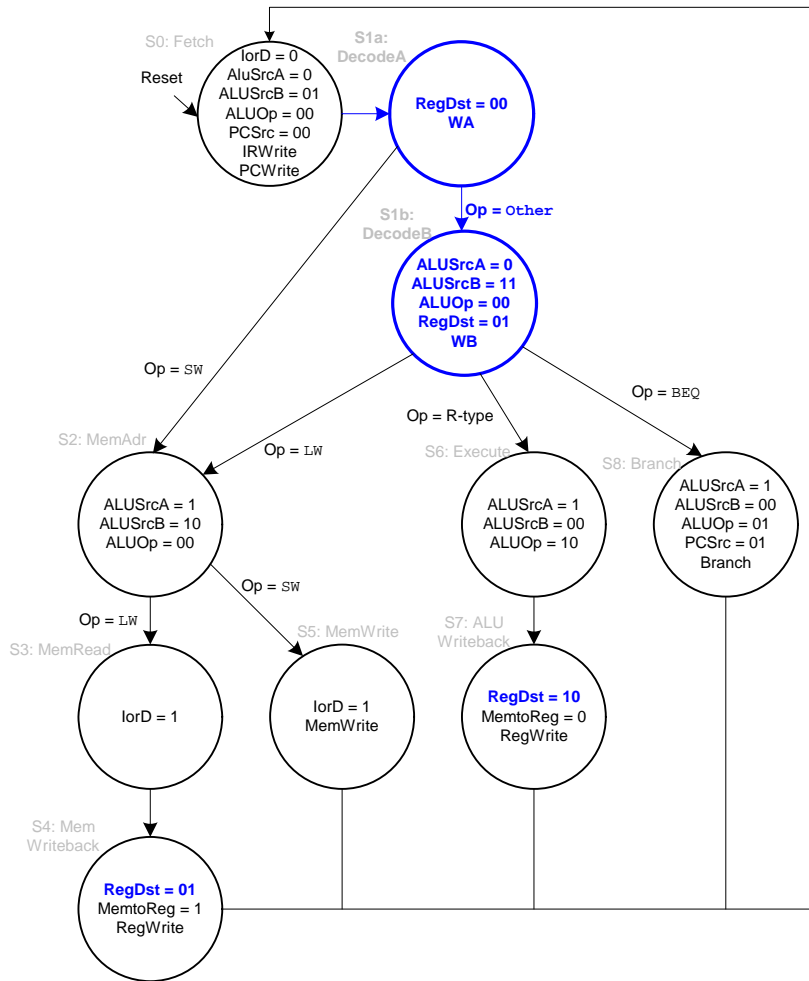 S0: Fetch
Reset
IorD = 0
AluSrcA = 0
ALUSrcB = 01
ALUOp = 00
PCSrc = 00
IRWrite
PCWrite
S1a:
DecodeA
RegDst = 00
WA
Op = Other
S1b:
DecodeB
ALUSrcA = 0
ALUSrcB = 11
ALUOp = 00
RegDst = 01
WB
Op = SW
Op = BEQ
Op = R-type
Op = LW
S2: MemAdr
ALUSrcA = 1
ALUSrcB = 10
ALUOp = 00
S6: Execute
ALUSrcA = 1
ALUSrcB = 00
ALUOp = 10
S8: Branch
ALUSrcA = 1
ALUSrcB = 00
ALUOp = 01
PCSrc = 01
Branch
Op = SW
Op = LW
S3: MemRead
IorD = 1
S5: MemWrite
IorD = 1
MemWrite
S7: ALU
Writeback
RegDst = 10
MemtoReg = 0
RegWrite
S4: Mem
Writeback
RegDst = 01
MemtoReg = 1
RegWrite